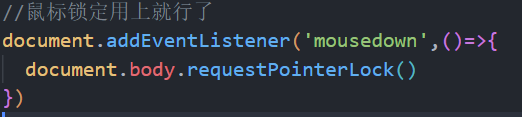 //鼠标锁定用上就行了
document.addEventListener('mousedown',()=>{
  document.body.requestPointerLock()
})